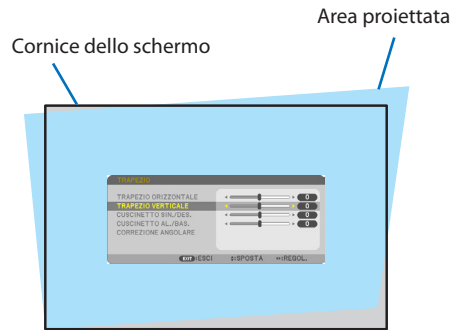 Area proiettata
Cornice dello schermo
TRAPEZIO
TRAPEZIO ORIZZONTALE 0
TRAPEZIO VERTICALE 0
CUSCINETTO SIN./DES. 0
CUSCINETTO AL./BAS. 0
CORREZIONE ANGOLARE
EXIT :ESCI ↕:SPOSTA ↔:REGOL.